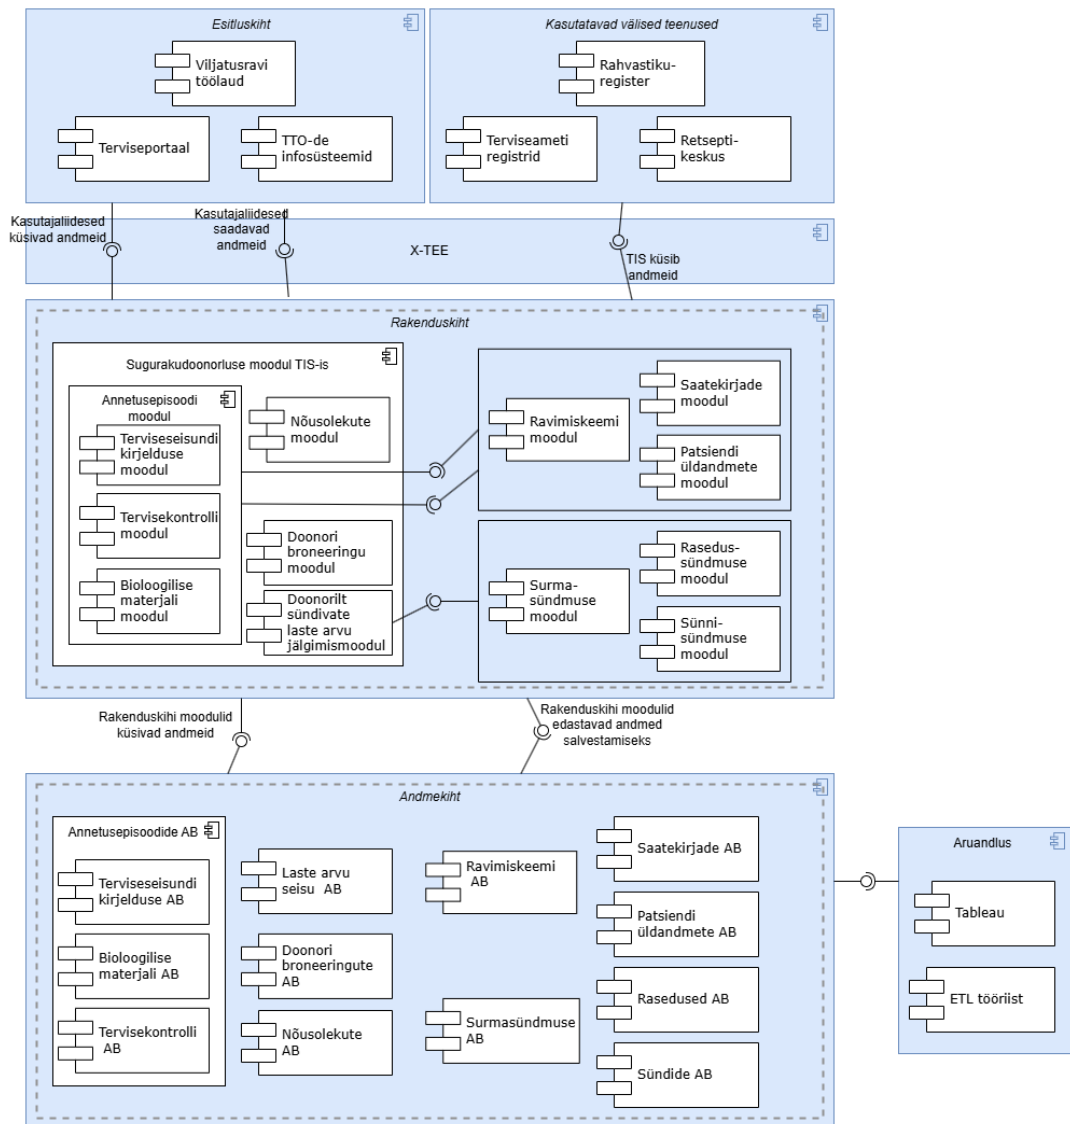 Esitluskiht
Viljatusravi
töölaud
Terviseportaal
TTO-de
infosüsteemid
Kasutatavad välised teenused
Rahvastiku-
register
Terviseameti
registrid
Retsepti-
keskus
Kasutajaliidesed
küsivad andmeid
Kasutajaliidesed
saadavad
andmeid
X-TEE
TIS küsib
andmeid
Rakenduskiht
Sugurakudoonorluse moodul TIS-is
Annetusepisoodi
moodul
Terviseseisundi
kirjelduse
moodul
Tervisekontrolli
moodul
Bioloogilise
materjali
moodul
Nõusolekute
moodul
Doonori
broneeringu
moodul
Doonorilt
sündivate
laste arvu
jälgimismoodul
Ravimiskeemi
moodul
Saatekirjade
moodul
Patsiendi
üldandmete
moodul
Surma-
sündmuse
moodul
Rasedus-
sündmuse
moodul
Sünni-
sündmuse
moodul
Rakenduskihi moodulid
küsivad andmeid
Rakenduskihi moodulid
edastavad andmed
salvestamiseks
Andmekiht
Annetusepisoodide AB
Terviseseisundi
kirjelduse AB
Bioloogilise
materjali AB
Tervisekontrolli
AB
Laste arvu
seisu AB
Doonori
broneeringute
AB
Nõusolekute
AB
Ravimiskeemi
AB
Surmasündmuse
AB
Saatekirjade AB
Patsiendi
üldandmete AB
Rasedused AB
Sündide AB
Aruandlus
Tableau
ETL tööriist